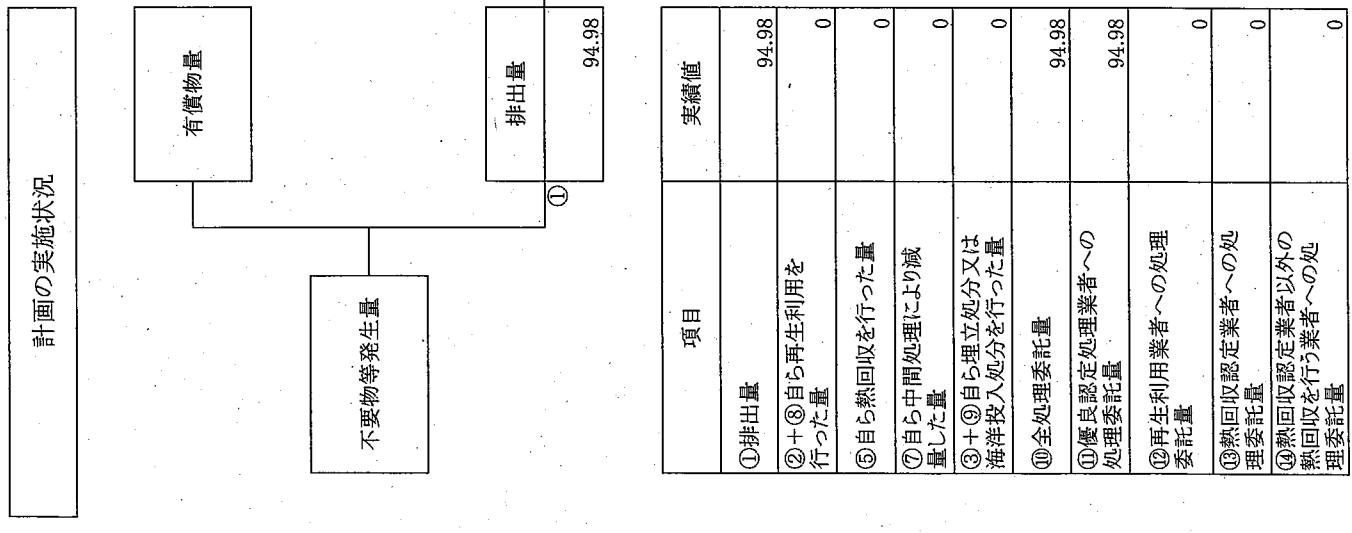 計画の実施状況
有償物量
不要物等発生量
①
排出量
94.98
項目
実績値
①排出量
94.98
②+⑧自ら再生利用を
行った量
0
⑤自ら熱回収を行った量
0
⑦自ら中間処理により減
量した量
0
③+⑨自ら埋立処分又は
海洋投入処分を行った量
0
⑩全処理委託量
94.98
⑪優良認定処理業者への
処理委託量
94.98
⑫再生利用業者への処理
委託量
0
⑬熱回収認定業者への処
理委託量
0
⑭熱回収認定業者以外の
熱回収を行う業者への処
理委託量
0